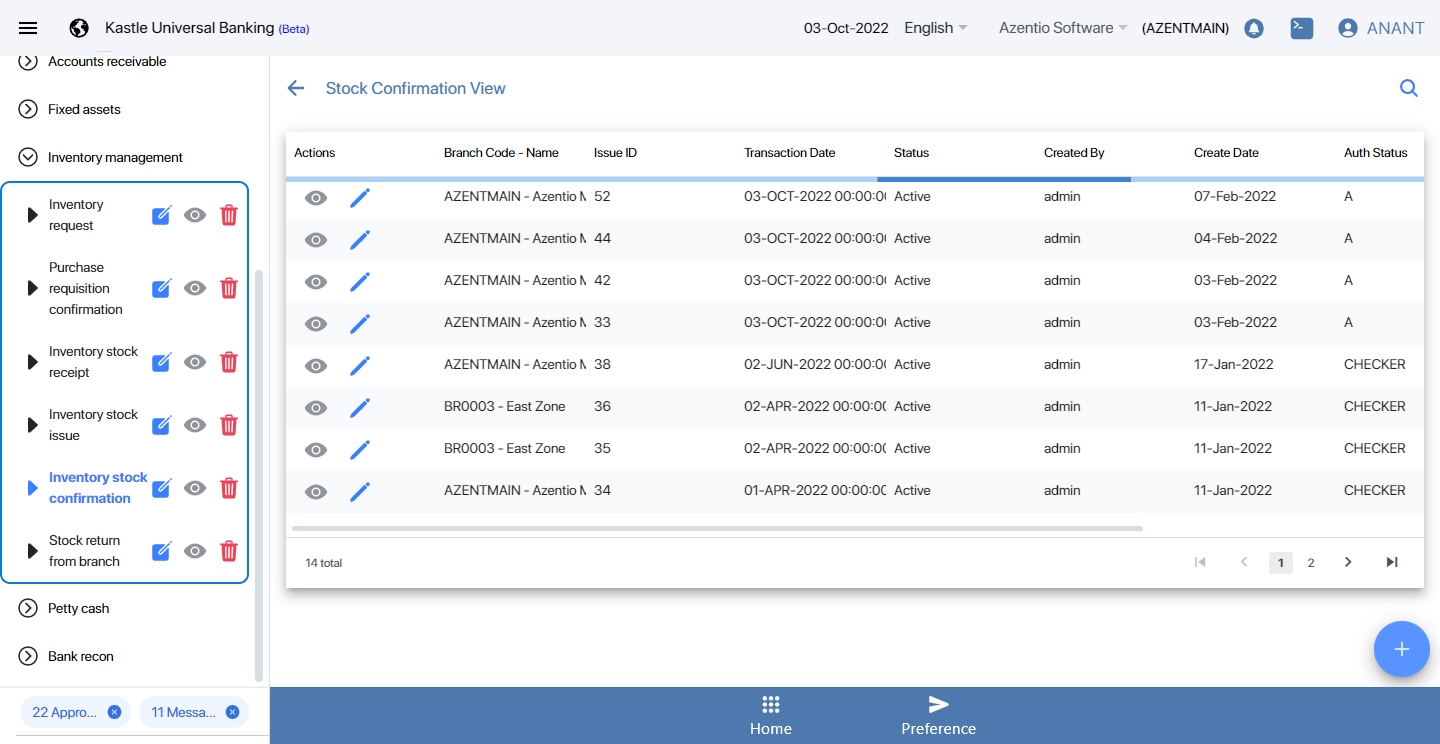 Kastle Universal Banking (Beta)
03-Oct-2022 English Azentio Software (AZENTMAIN) ANANT
Accounts receivable
Fixed assets
Inventory management
Inventory
request
Purchase
requisition
confirmation
Inventory stock
receipt
Inventory stock
issue
Inventory stock
confirmation
Stock return
from branch
Petty cash
Bank recon
22 Appro...
11 Messa...
Stock Confirmation View
Actions Branch Code - Name Issue ID Transaction Date Status Created By Create Date Auth Status
AZENTMAIN - Azentio 52 03-OCT-2022 00:00:0 Active admin 07-Feb-2022 A
AZENTMAIN - Azentio 44 03-OCT-2022 00:00:0 Active admin 04-Feb-2022 A
AZENTMAIN - Azentio 42 03-OCT-2022 00:00:0 Active admin 03-Feb-2022 A
AZENTMAIN - Azentio 33 03-OCT-2022 00:00:0 Active admin 03-Feb-2022 A
AZENTMAIN - Azentio 38 02-JUN-2022 00:00:0 Active admin 17-Jan-2022 CHECKER
BR0003 - East Zone 36 02-APR-2022 00:00:0 Active admin 11-Jan-2022 CHECKER
BR0003 - East Zone 35 02-APR-2022 00:00:0 Active admin 11-Jan-2022 CHECKER
AZENTMAIN - Azentio 34 01-APR-2022 00:00:0 Active admin 11-Jan-2022 CHECKER
14 total
1 2
Home
Preference